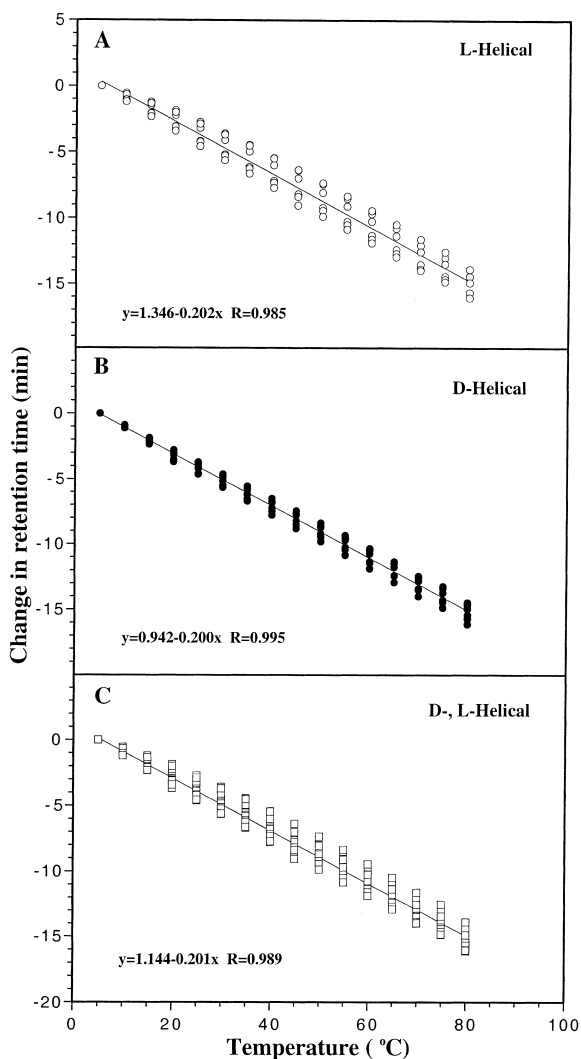 A
L-Helical
5
0
-5
-10
-15
y=1.346-0.202x R=0.985
B
D-Helical
0
-5
-10
-15
y=0.942-0.200x R=0.995
C
D-, L-Helical
0
-5
-10
-15
-20
y=1.144-0.201x R=0.989
0 20 40 60 80 100
Temperature ( °C)
Change in retention time (min)